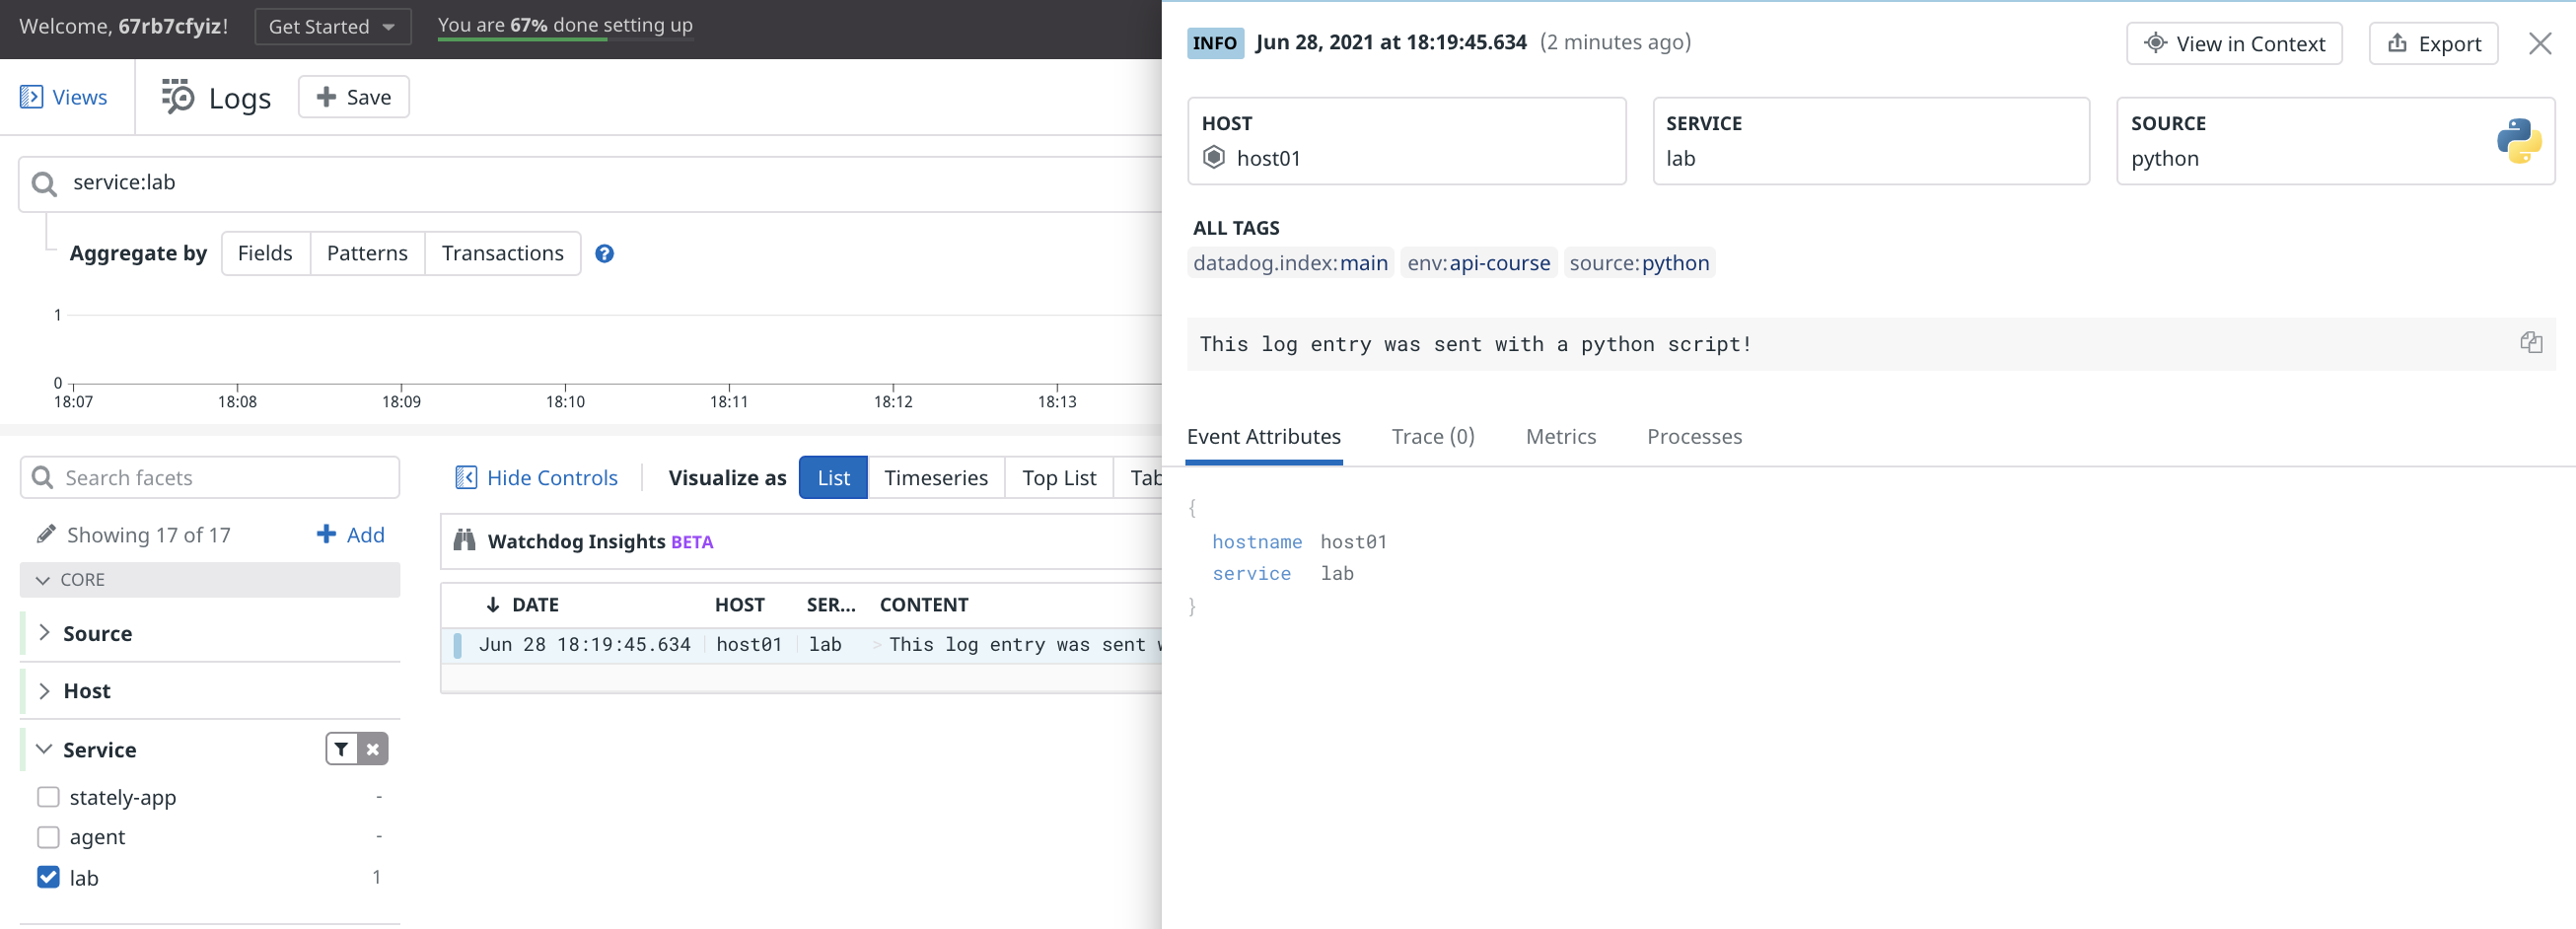 Welcome, 67rb7cfyiz!
Get Started
You are 67% done setting up
Views
Logs
Save
service:lab
Aggregate by
Fields
Patterns
Transactions
?
1
0
18:07
18:08
18:09
18:10
18:11
18:12
18:13
Search facets
Showing 17 of 17
Add
CORE
Source
Host
Service
stately-app -
agent -
lab 1
Hide Controls
Visualize as
List
Timeseries
Top List
Tab
Watchdog Insights BETA
DATE HOST SER... CONTENT
Jun 28 18:19:45.634 host01 lab > This log entry was sent
INFO Jun 28, 2021 at 18:19:45.634 (2 minutes ago)
View in Context
Export
HOST
host01
SERVICE
lab
SOURCE
python
ALL TAGS
datadog.index:main env:api-course source:python
This log entry was sent with a python script!
Event Attributes
Trace (0)
Metrics
Processes
{
hostname host01
service lab
}